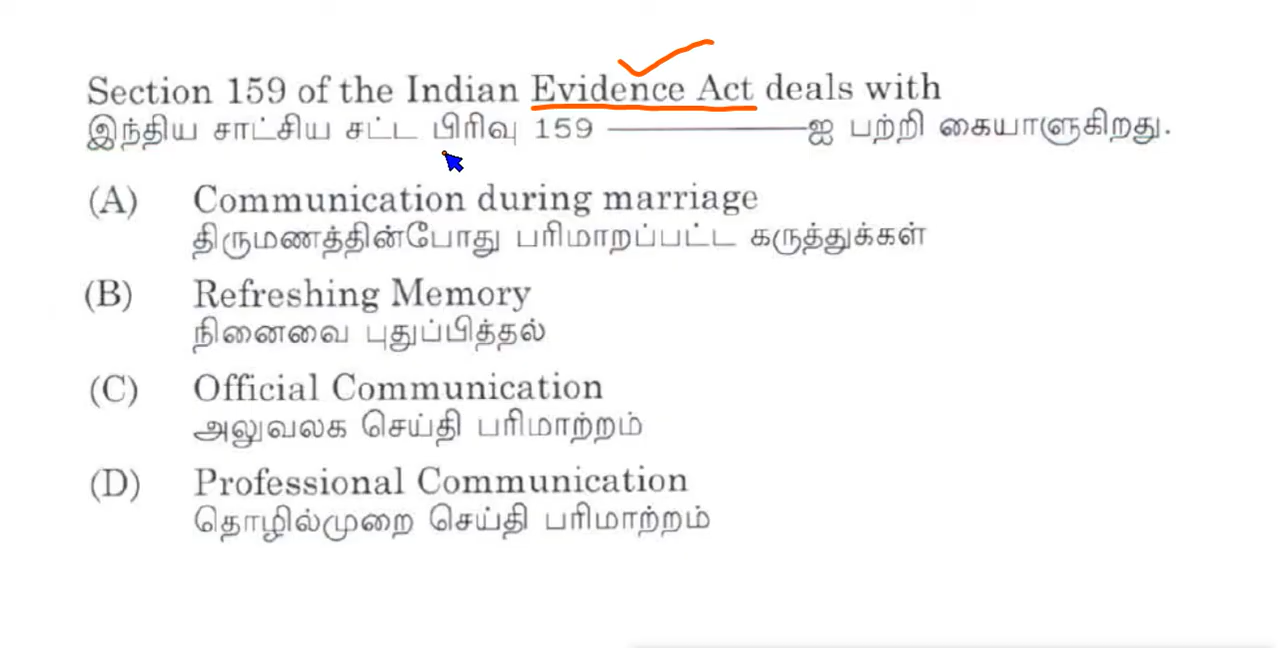 Section 159 of the Indian Evidence Act deals with
இந்திய சாட்சிய சட்ட பிரிவு 159 ————————ஐ பற்றி கையாளுகிறது.
(A) Communication during marriage
திருமணத்தின்போது பரிமாறப்பட்ட கருத்துக்கள்
(B) Refreshing Memory
நினைவை புதுப்பித்தல்
(C) Official Communication
அலுவலக செய்தி பரிமாற்றம்
(D) Professional Communication
தொழில்முறை செய்தி பரிமாற்றம்